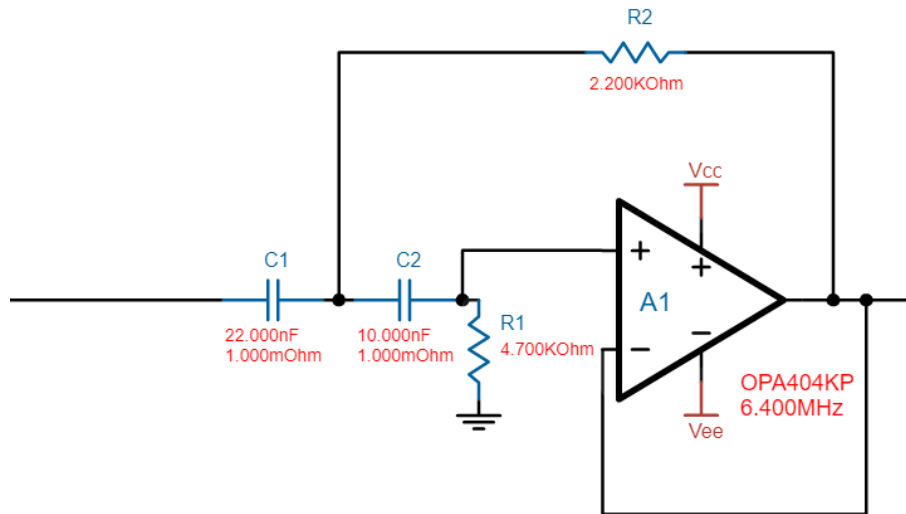 R2
2.200KOhm
Vcc
C1
C2
+
+
A1
22.000nF
1.000mOhm
10.000nF
1.000mOhm
R1
4.700KOhm
−
−
OPA404KP
6.400MHz
Vee